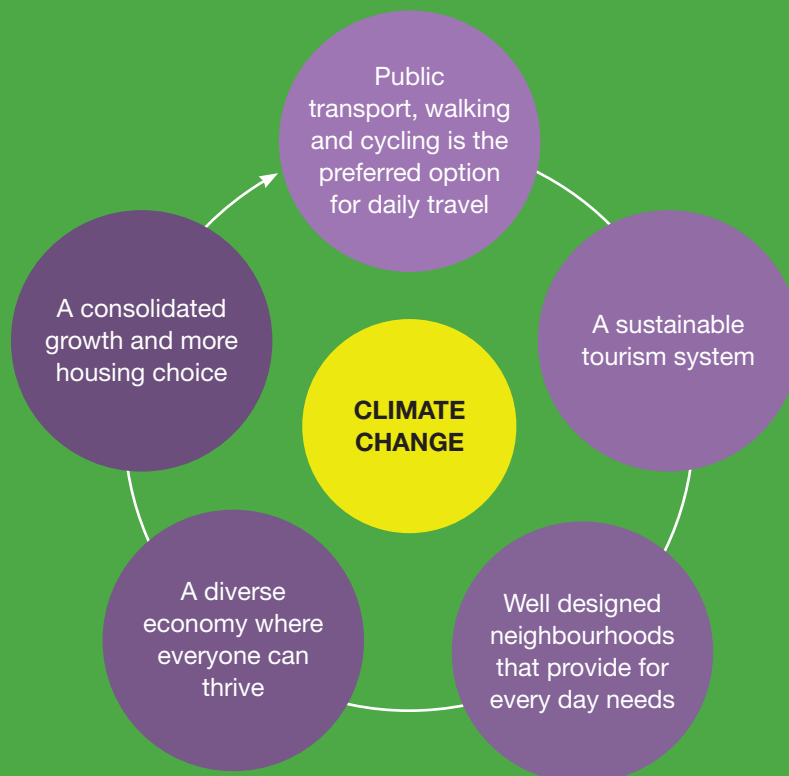 Public
transport, walking
and cycling is the
preferred option
for daily travel
A sustainable
tourism system
Well designed
neighbourhoods
that provide for
every day needs
A diverse
economy where
everyone can
thrive
A consolidated
growth and more
housing choice
CLIMATE
CHANGE